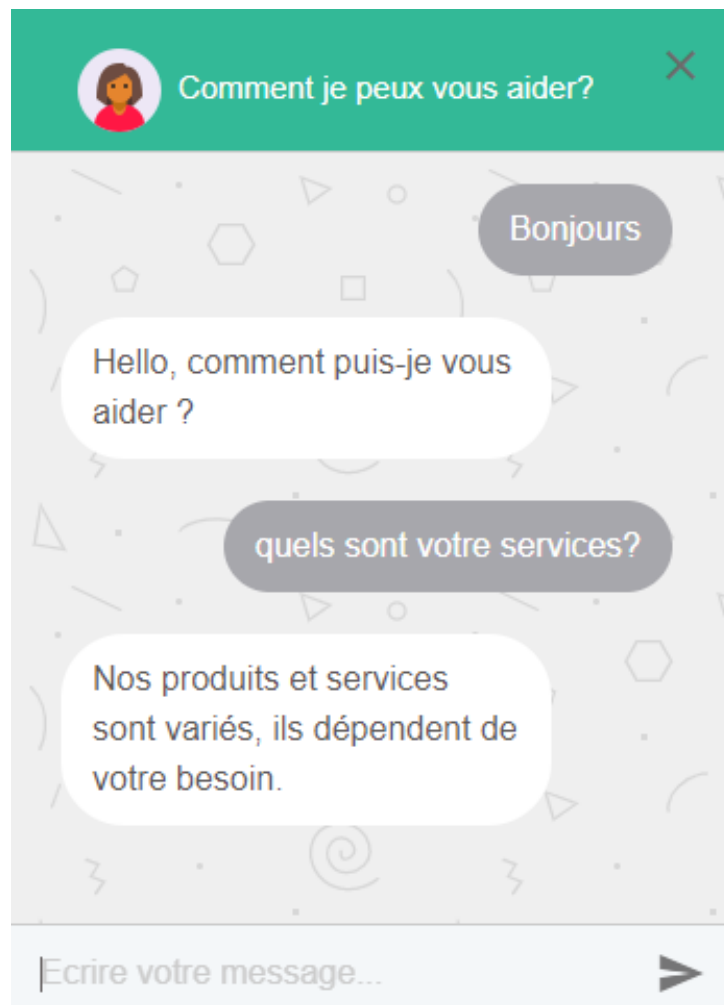 Comment je peux vous aider?
Bonjours
Hello, comment puis-je vous
aider ?
quels sont votre services?
Nos produits et services
sont variés, ils dépendent de
votre besoin.
Ecrire votre message...